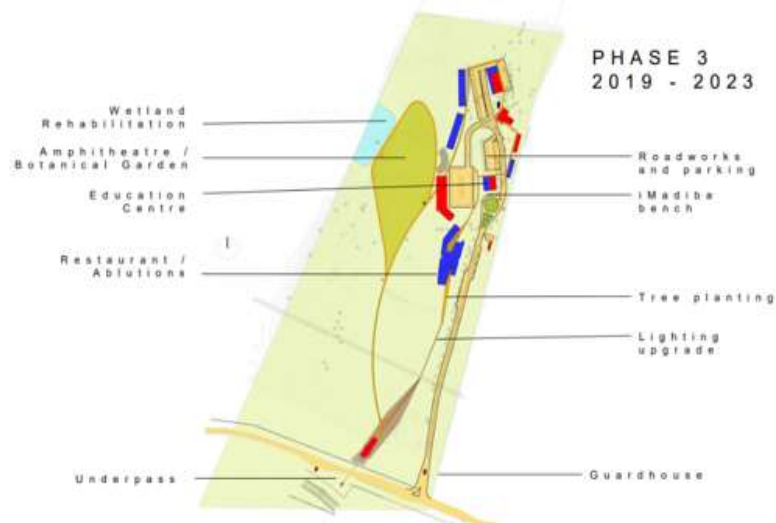 PHASE 3
2019 - 2023
Wetland
Rehabilitation
Amphitheatre /
Botanical Garden
Education
Centre
Restaurant /
Ablutions
Underpass
Roadworks
and parking
iMadiba
bench
Tree planting
Lighting
upgrade
Guardhouse